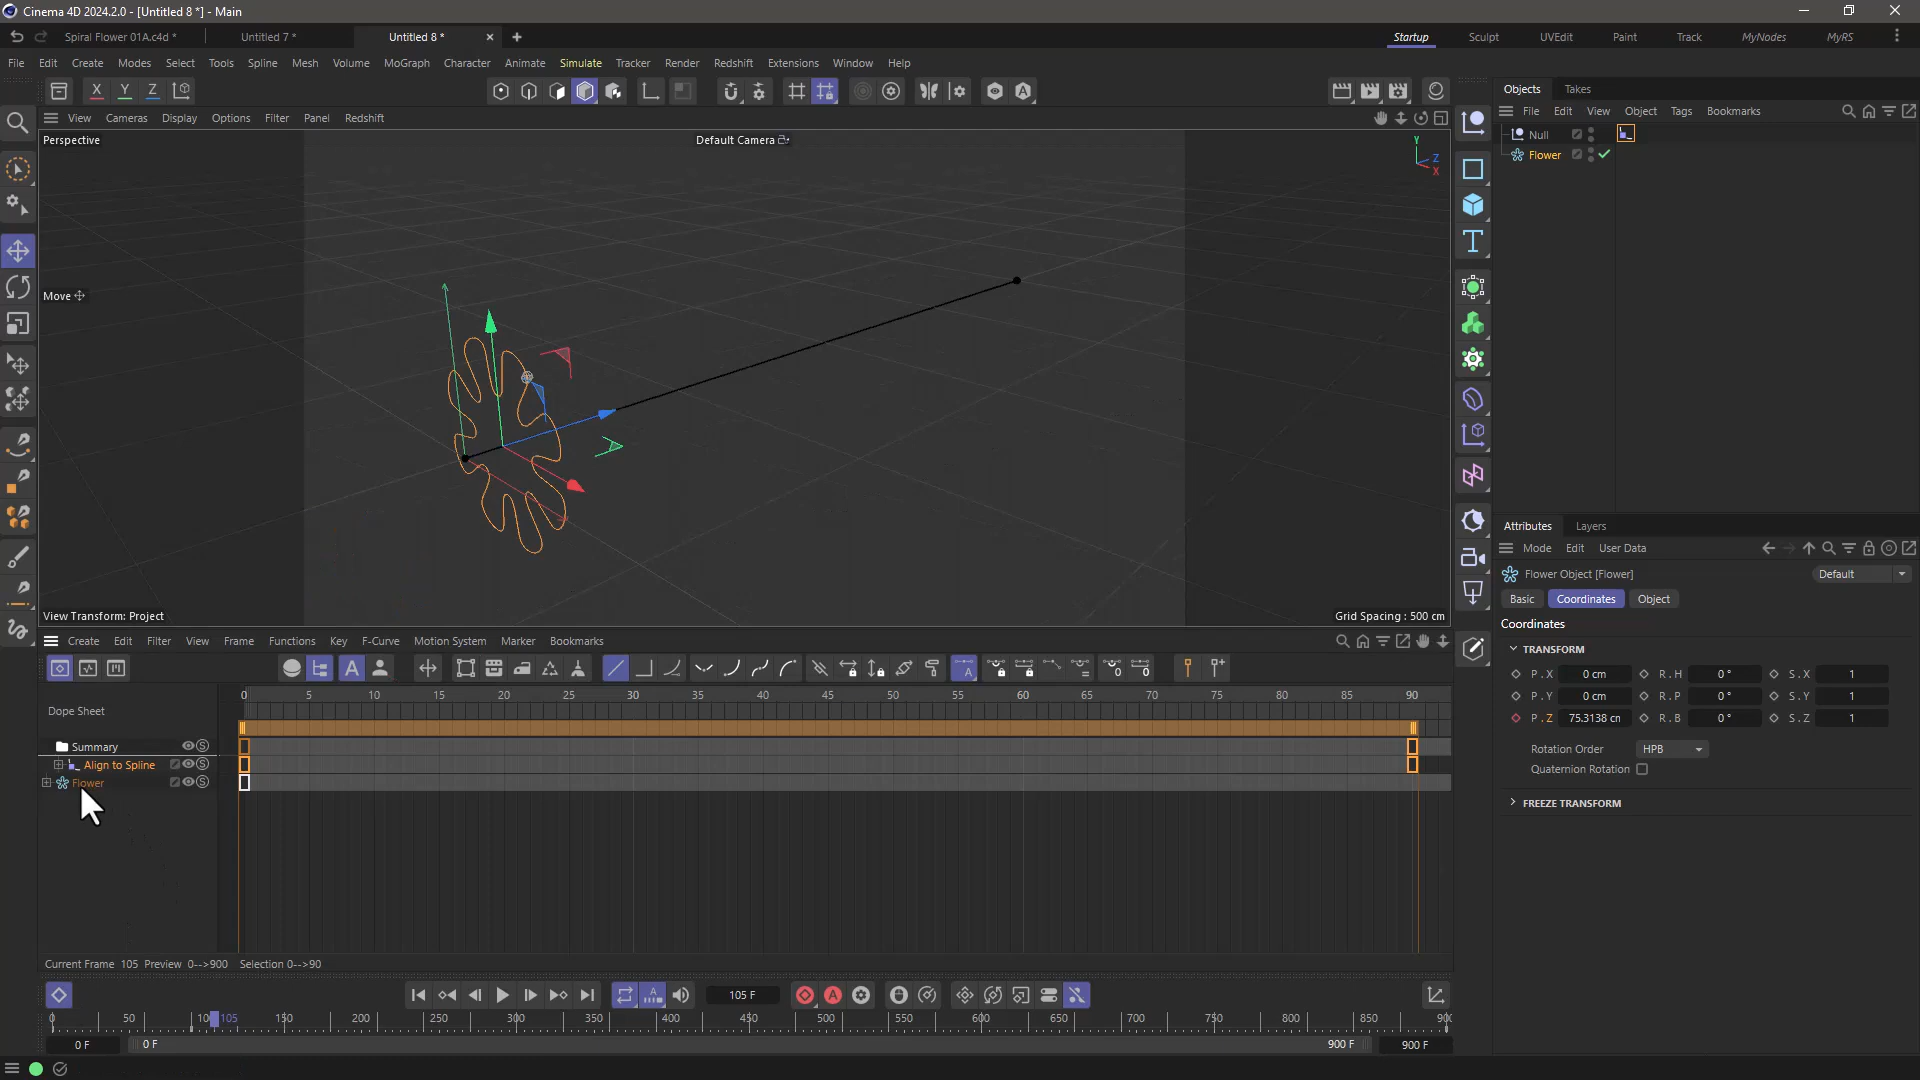 Cinema 4D 2024.2.0 - [Untitled 8 *] - Main
Spiral Flower 01A.c4d * Untitled 7 * Untitled 8 * Startup Sculpt UVEdit Paint Track MyNodes MyRS
File Edit Create Modes Select Tools Spline Mesh Volume MoGraph Character Animate Simulate Tracker Render Redshift Extensions Window Help
X Y Z
Objects Takes
View Cameras Display Options Filter Panel Redshift
File Edit View Object Tags Bookmarks
Perspective
Default Camera
Y
Z
X
Null
Flower
Move
View Transform: Project
Grid Spacing : 500 cm
Attributes Layers
Mode Edit User Data
Flower Object [Flower] Default
Basic Coordinates Object
Coordinates
TRANSFORM
P . X 0 cm R . H 0 ° S . X 1
P . Y 0 cm R . P 0 ° S . Y 1
P . Z 75.3138 cn R . B 0 ° S . Z 1
Rotation Order HPB
Quaternion Rotation
FREEZE TRANSFORM
Create Edit Filter View Frame Functions Key F-Curve Motion System Marker Bookmarks
0 5 10 15 20 25 30 35 40 45 50 55 60 65 70 75 80 85 90
Dope Sheet
Summary
Align to Spline
Flower
Current Frame 105 Preview 0-->900 Selection 0-->90
105 F
0 50 10 105 150 200 250 300 350 400 450 500 550 600 650 700 750 800 850 90
0 F 0 F 900 F 900 F